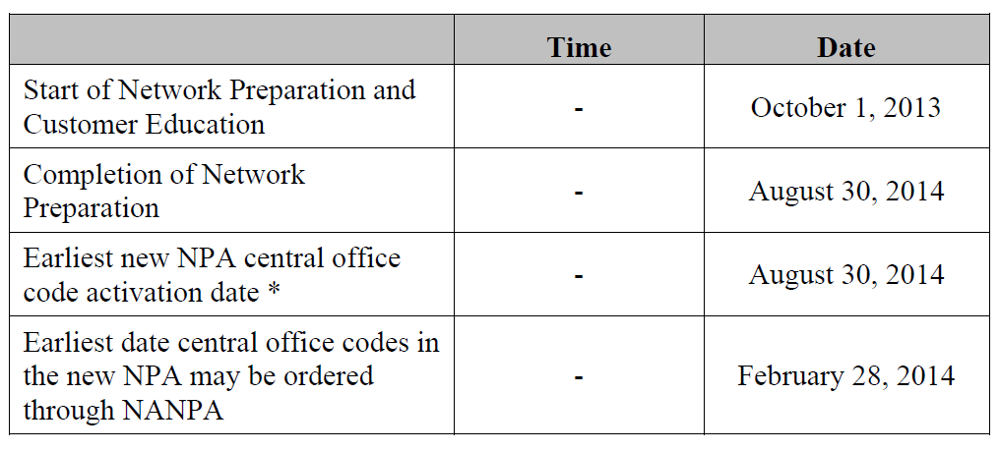 Time Date
Start of Network Preparation and
Customer Education
-
October 1, 2013
Completion of Network
Preparation
-
August 30, 2014
Earliest new NPA central office
code activation date *
-
August 30, 2014
Earliest date central office codes in
the new NPA may be ordered
through NANPA
-
February 28, 2014